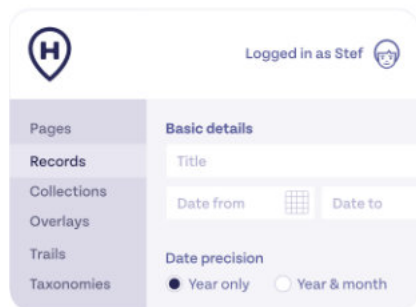 H
Logged in as Stef
Pages
Records
Collections
Overlays
Trails
Taxonomies
Basic details
Title
Date from
Date to
Date precision
Year only
Year & month